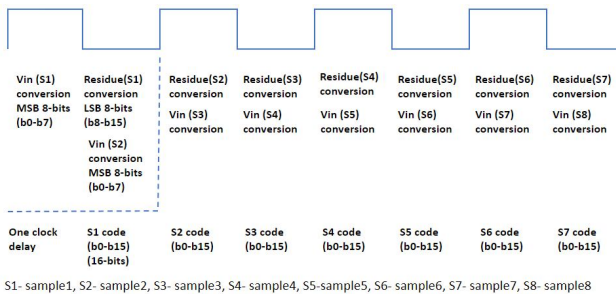 Vin (S1)
conversion
MSB 8-bits
(b0-b7)
Residue(S1)
conversion
LSB 8-bits
(b8-b15)
Vin (S2)
conversion
MSB 8-bits
(b0-b7)
Residue(S2)
conversion
Vin (S3)
conversion
Residue(S3)
conversion
Vin (S4)
conversion
Residue(S4)
conversion
Vin (S5)
conversion
Residue(S5)
conversion
Vin (S6)
conversion
Residue(S6)
conversion
Vin (S7)
conversion
Residue(S7)
conversion
Vin (S8)
conversion
One clock
delay
S1 code
(b0-b15)
(16-bits)
S2 code
(b0-b15)
S3 code
(b0-b15)
S4 code
(b0-b15)
S5 code
(b0-b15)
S6 code
(b0-b15)
S7 code
(b0-b15)
S1- sample1, S2- sample2, S3- sample3, S4- sample4, S5-sample5, S6- sample6, S7- sample7, S8- sample8